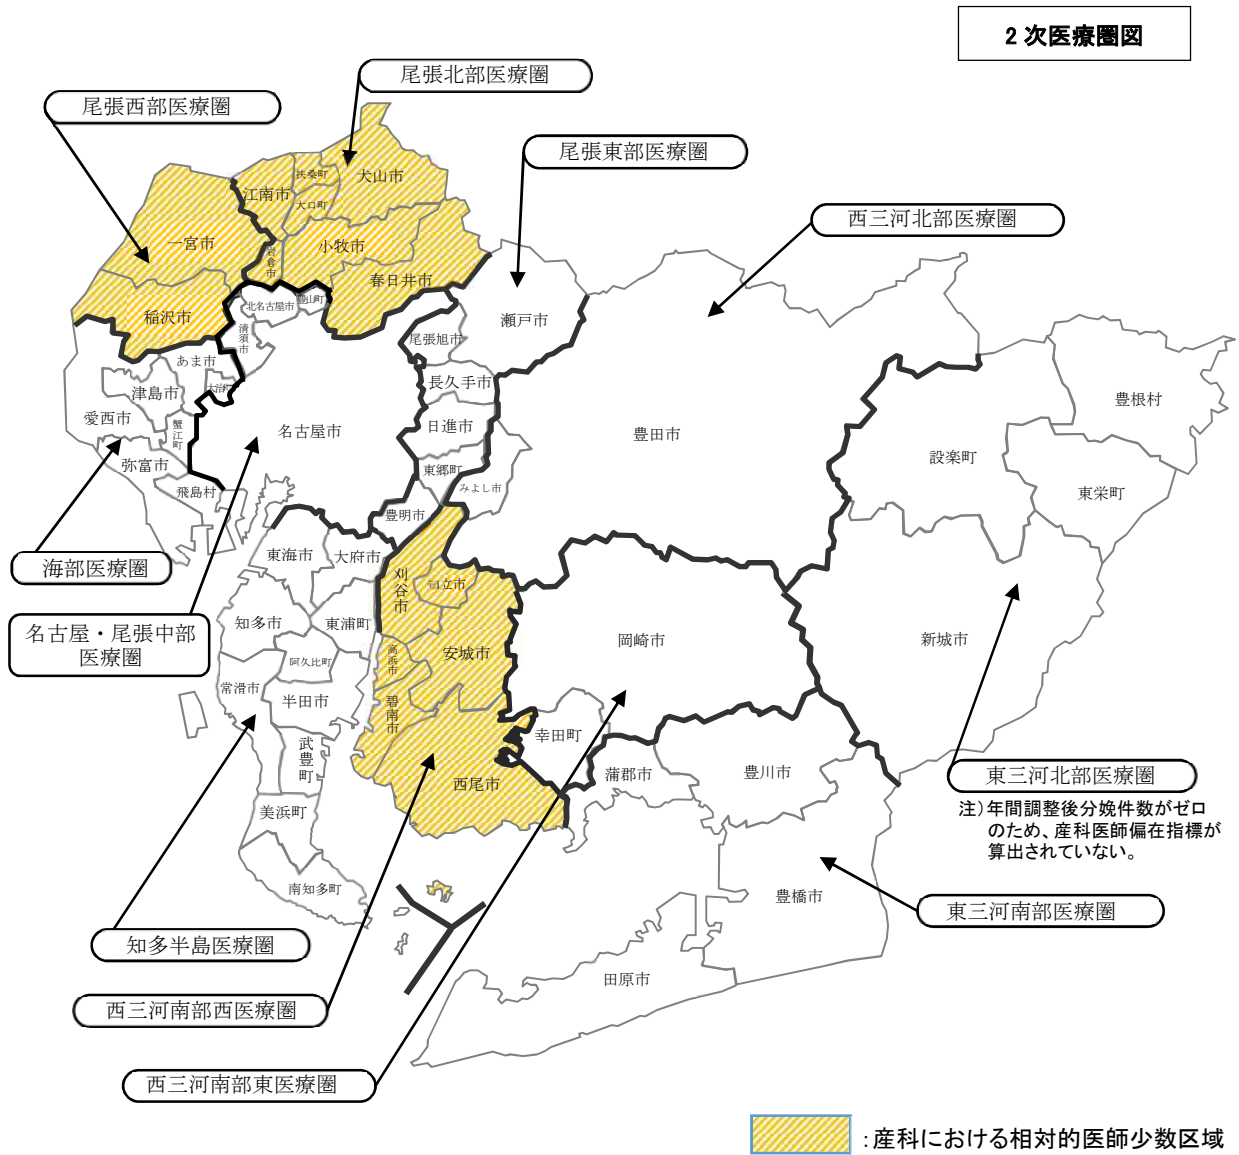 2次医療圏図
尾張北部医療圏
尾張西部医療圏
尾張東部医療圏
西三河北部医療圏
扶桑町
犬山市
江南市
大口町
一宮市
小牧市
岩倉市
春日井市
稲沢市
北名古屋市
豊山町
清須市
瀬戸市
尾張旭市
あま市
大治町
長久手市
津島市
愛西市
蟹江町
名古屋市
日進市
豊田市
豊根村
設楽町
弥富市
東郷町
みよし市
東栄町
飛島村
豊明市
海部医療圏
東海市
大府市
刈谷市
知立市
名古屋・尾張中部
医療圏
知多市
東浦町
岡崎市
新城市
高浜市
安城市
阿久比町
常滑市
半田市
碧南市
武豊町
幸田町
西尾市
蒲郡市
豊川市
東三河北部医療圏
注)年間調整後分娩件数がゼロ
のため、産科医師偏在指標が
算出されていない。
美浜町
南知多町
豊橋市
東三河南部医療圏
知多半島医療圏
田原市
西三河南部西医療圏
西三河南部東医療圏
:産科における相対的医師少数区域